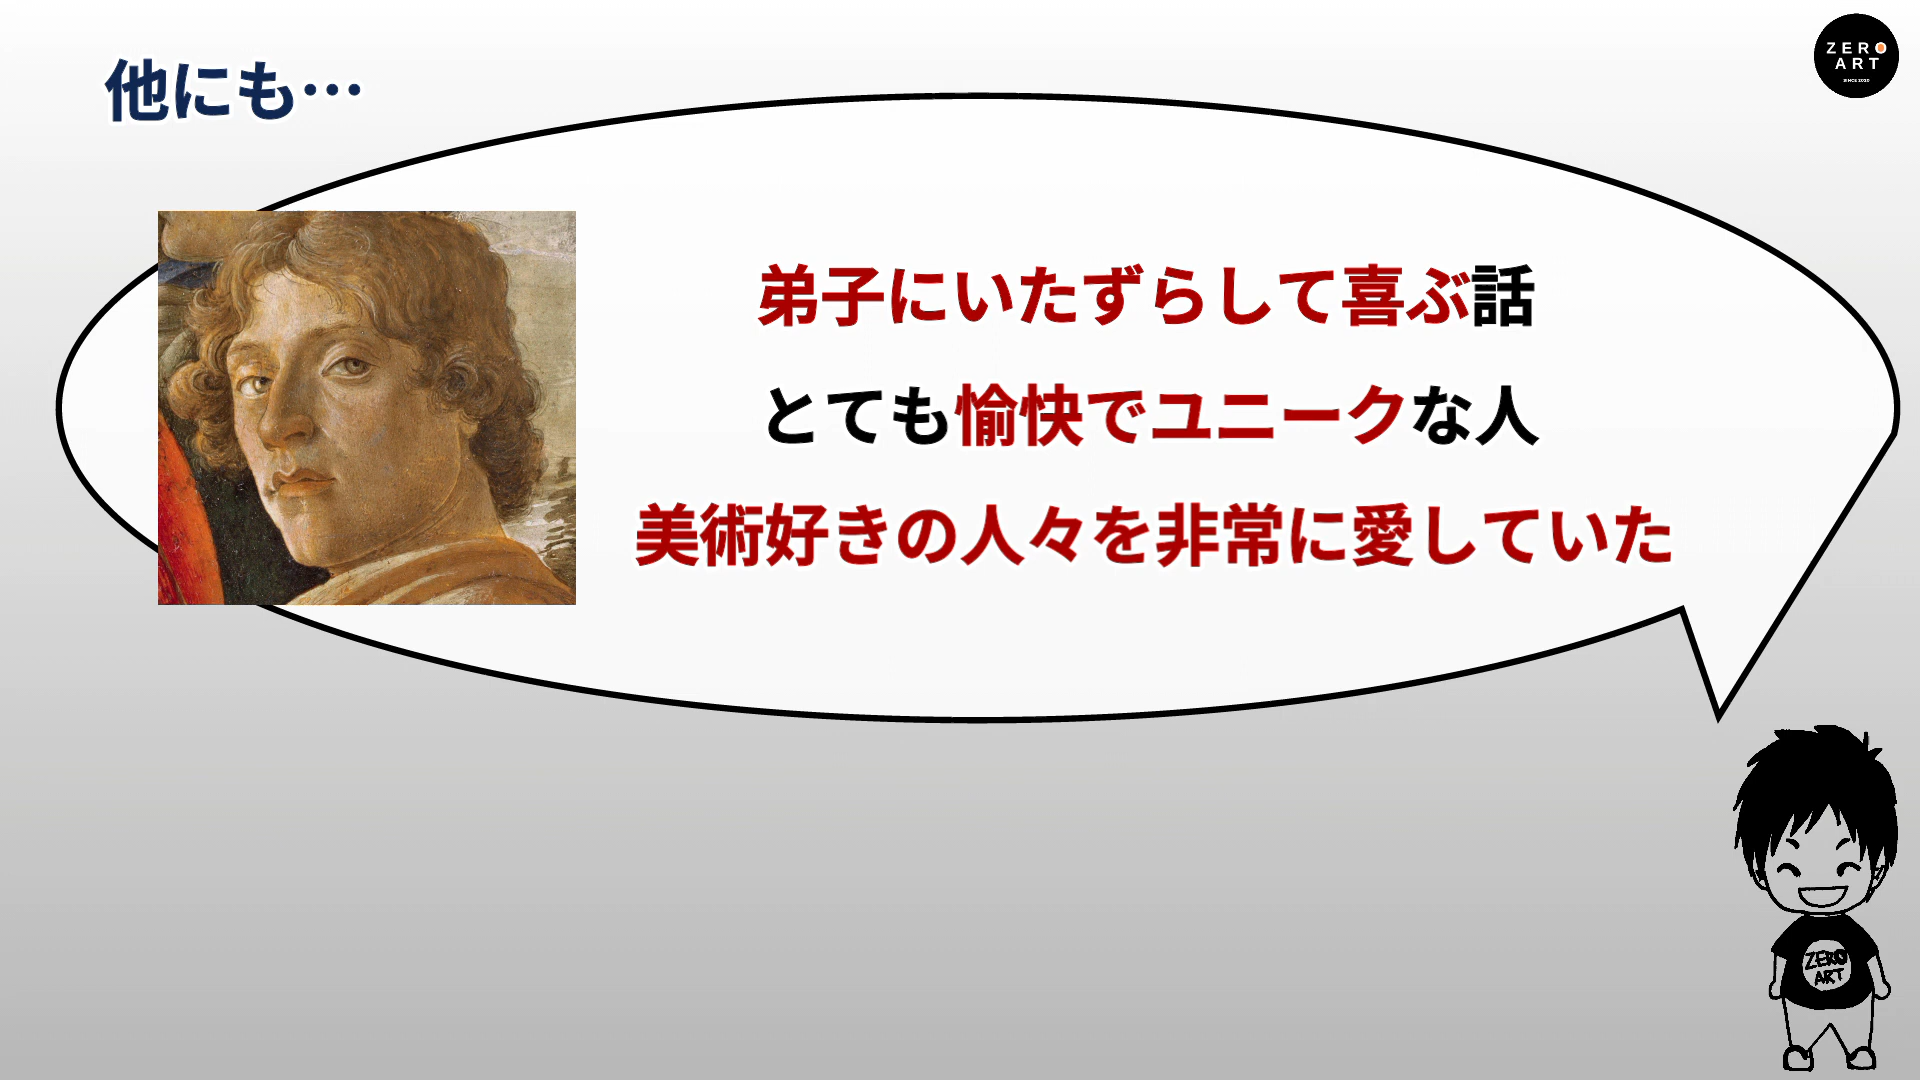 他にも…
ZERO
ART
SINCE 2020
弟子にいたずらして喜ぶ話
とても愉快でユニークな人
美術好きの人々を非常に愛していた
ZERO
ART